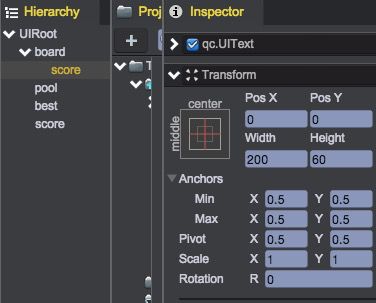 Hierarchy
UIRoot
board
score
pool
best
score
Proj
+
T
Inspector
qc.UIText
Transform
center
middle
Pos X Pos Y
0 0
Width Height
200 60
Anchors
Min X 0.5 Y 0.5
Max X 0.5 Y 0.5
Pivot X 0.5 Y 0.5
Scale X 1 Y 1
Rotation R 0